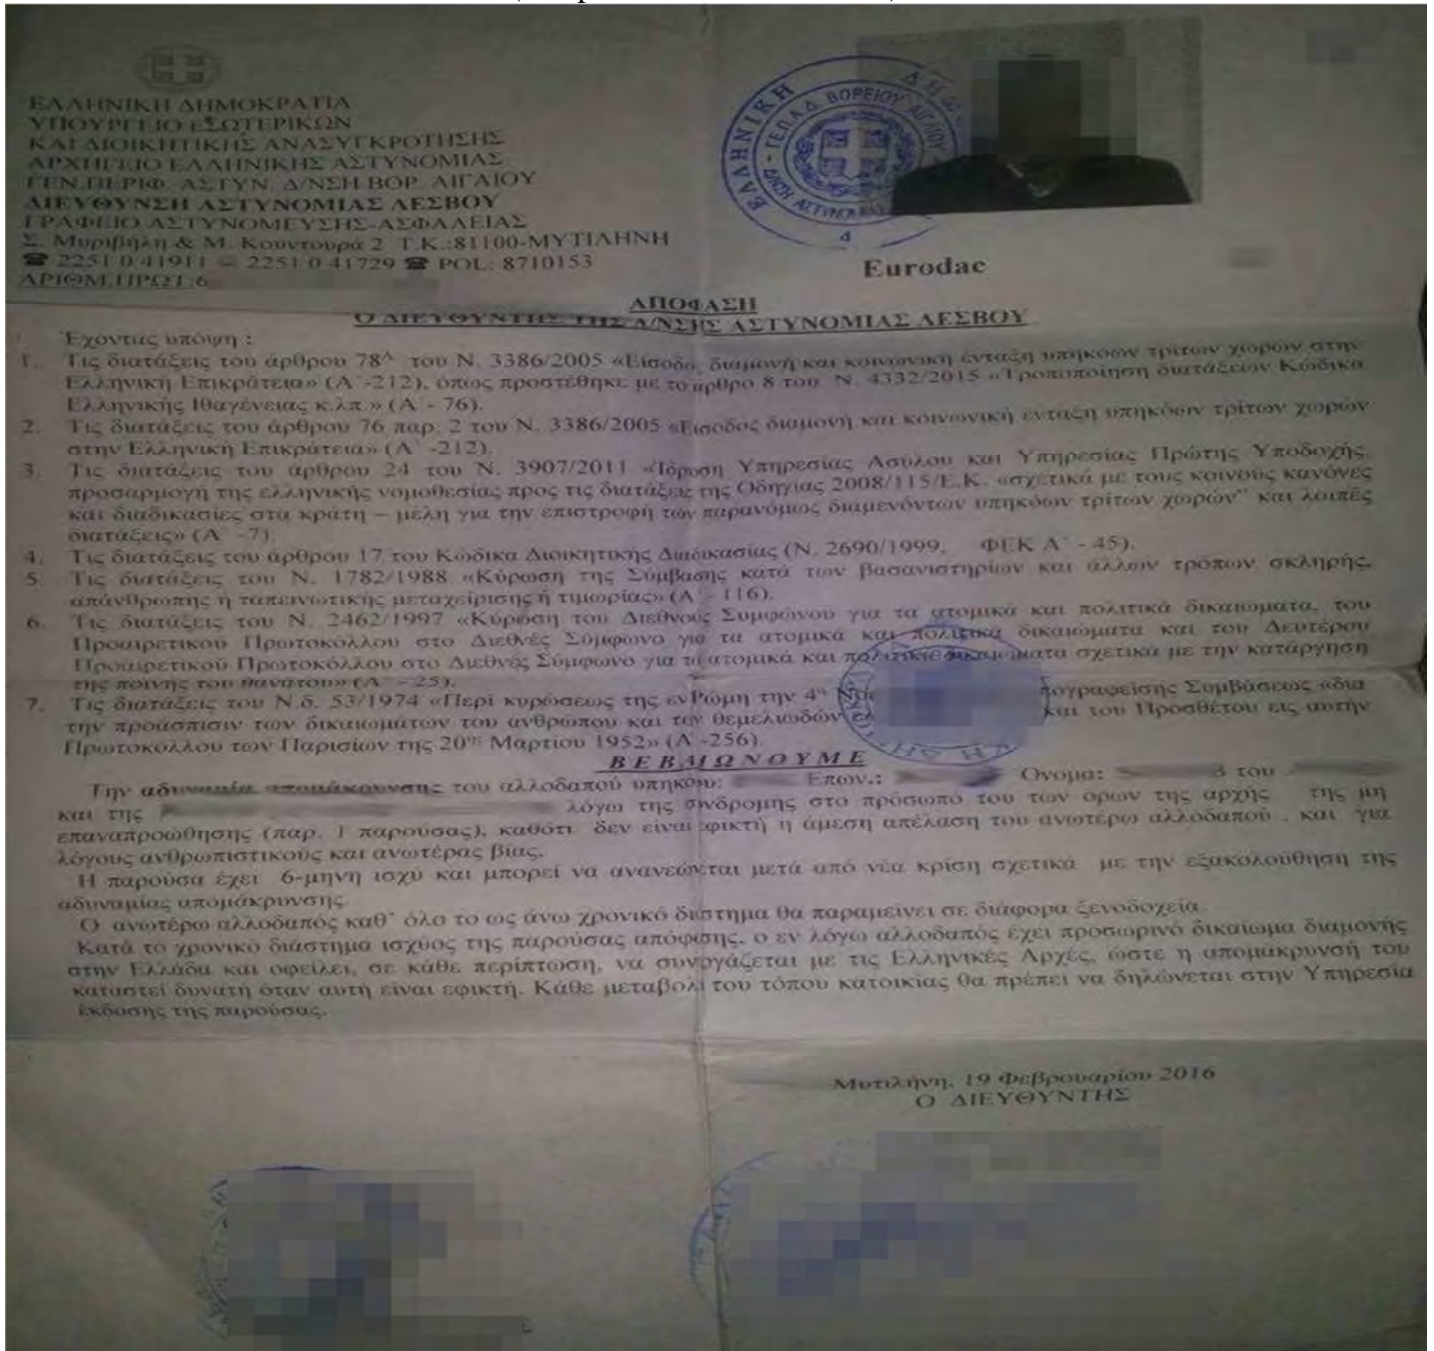 ΕΛΛΗΝΙΚΗ ΔΗΜΟΚΡΑΤΙΑ
ΥΠΟΥΡΓΕΙΟ ΕΣΩΤΕΡΙΚΩΝ
ΚΑΙ ΔΙΟΙΚΗΤΙΚΗΣ ΑΝΑΣΥΓΚΡΟΤΗΣΗΣ
ΑΡΧΗΓΕΙΟ ΕΛΛΗΝΙΚΗΣ ΑΣΤΥΝΟΜΙΑΣ
ΓΕΝ.ΠΕΡΙΦ. ΑΣΤΥΝ. Δ/ΝΣΗ ΒΟΡ. ΑΙΓΑΙΟΥ
ΔΙΕΥΘΥΝΣΗ ΑΣΤΥΝΟΜΙΑΣ ΛΕΣΒΟΥ
ΓΡΑΦΕΙΟ ΑΣΤΥΝΟΜΕΥΣΗΣ-ΑΣΦΑΛΕΙΑΣ
Σ. Μυριβήλη & Μ. Κουντουρά 2 Τ.Κ.:81100-ΜΥΤΙΛΗΝΗ
☎ 2251 0 41911 2251 0 41729 ☎ POL: 8710153
ΑΡΙΘΜ.ΠΡΩΤ:6
ΕΛΛΗΝΙΚΗ
ΓΕΠΑΔ ΒΟΡΕΙΟΥ ΑΙΓΑΙΟΥ
Δ/ΝΣΗ ΑΣΤΥΝΟΜΙΑΣ
Eurodac
ΑΠΟΦΑΣΗ
Ο ΔΙΕΥΘΥΝΤΗΣ ΤΗΣ Δ/ΝΣΗΣ ΑΣΤΥΝΟΜΙΑΣ ΛΕΣΒΟΥ
Έχοντας υπόψη :
1. Τις διατάξεις του άρθρου 78Α του Ν. 3386/2005 «Είσοδο, διαμονή και κοινωνική ένταξη υπηκόων τρίτων χωρών στην
Ελληνική Επικράτεια» (Α΄-212), όπως προστέθηκε με το άρθρο 8 του Ν. 4332/2015 «Τροποποίηση διατάξεων Κώδικα
Ελληνικής Ιθαγένειας κ.λπ.» (Α΄- 76).
2. Τις διατάξεις του άρθρου 76 παρ. 2 του Ν. 3386/2005 «Είσοδος διαμονή και κοινωνική ένταξη υπηκόων τρίτων χωρών
στην Ελληνική Επικράτεια» (Α΄ -212).
3. Τις διατάξεις του άρθρου 24 του Ν. 3907/2011 «Ίδρυση Υπηρεσίας Ασύλου και Υπηρεσίας Πρώτης Υποδοχής,
προσαρμογή της ελληνικής νομοθεσίας προς τις διατάξεις της Οδηγίας 2008/115/Ε.Κ. «σχετικά με τους κοινούς κανόνες
και διαδικασίες στα κράτη – μέλη για την επιστροφή των παρανόμως διαμενόντων υπηκόων τρίτων χωρών" και λοιπές
διατάξεις» (Α΄ -7)
4. Τις διατάξεις του άρθρου 17 του Κώδικα Διοικητικής Διαδικασίας (Ν. 2690/1999, ΦΕΚ Α΄ - 45).
5. Τις διατάξεις του Ν. 1782/1988 «Κύρωση της Σύμβασης κατά των βασανιστηρίων και άλλων τρόπων σκληρής,
απάνθρωπης ή ταπεινωτικής μεταχείρισης ή τιμωρίας» (Α΄- 116).
6. Τις διατάξεις του Ν. 2462/1997 «Κύρωση του Διεθνούς Συμφώνου για τα ατομικά και πολιτικά δικαιώματα, του
Προαιρετικού Πρωτοκόλλου στο Διεθνές Σύμφωνο για τα ατομικά και πολιτικά δικαιώματα και του Δευτέρου
Προαιρετικού Πρωτοκόλλου στο Διεθνές Σύμφωνο για τα ατομικά και πολιτικά δικαιώματα σχετικά με την κατάργηση
της ποινής του θανάτου» (Α΄ - 25).
7. Τις διατάξεις του Ν.δ. 53/1974 «Περί κυρώσεως της εν Ρώμη την 4η Συμβάσεως «δια
την προάσπισιν των δικαιωμάτων του ανθρώπου και των θεμελιωδών και του Προσθέτου εις αυτήν
Πρωτοκόλλου των Παρισίων της 20ης Μαρτίου 1952» (Α΄-256).
ΒΕΒΑΙΩΝΟΥΜΕ
Την αδυναμία απομάκρυνσης του αλλοδαπού υπηκόου: Επων.: Όνομα: του
και της λόγω της συνδρομής στο πρόσωπό του των όρων της αρχής της μη
επαναπροώθησης (παρ. 1 παρούσας), καθότι δεν είναι εφικτή η άμεση απέλαση του ανωτέρω αλλοδαπού , και για
λόγους ανθρωπιστικούς και ανωτέρας βίας.
Η παρούσα έχει 6-μηνη ισχύ και μπορεί να ανανεώνεται μετά από νέα κρίση σχετικά με την εξακολούθηση της
αδυναμίας απομάκρυνσης.
Ο ανωτέρω αλλοδαπός καθ΄ όλο το ως άνω χρονικό διάστημα θα παραμείνει σε διάφορα ξενοδοχεία.
Κατά το χρονικό διάστημα ισχύος της παρούσας απόφασης, ο εν λόγω αλλοδαπός έχει προσωρινό δικαίωμα διαμονής
στην Ελλάδα και οφείλει, σε κάθε περίπτωση, να συνεργάζεται με τις Ελληνικές Αρχές, ώστε η απομάκρυνσή του
καταστεί δυνατή όταν αυτή είναι εφικτή. Κάθε μεταβολή του τόπου κατοικίας θα πρέπει να δηλώνεται στην Υπηρεσία
έκδοσης της παρούσας.
Μυτιλήνη, 19 Φεβρουαρίου 2016
Ο ΔΙΕΥΘΥΝΤΗΣ